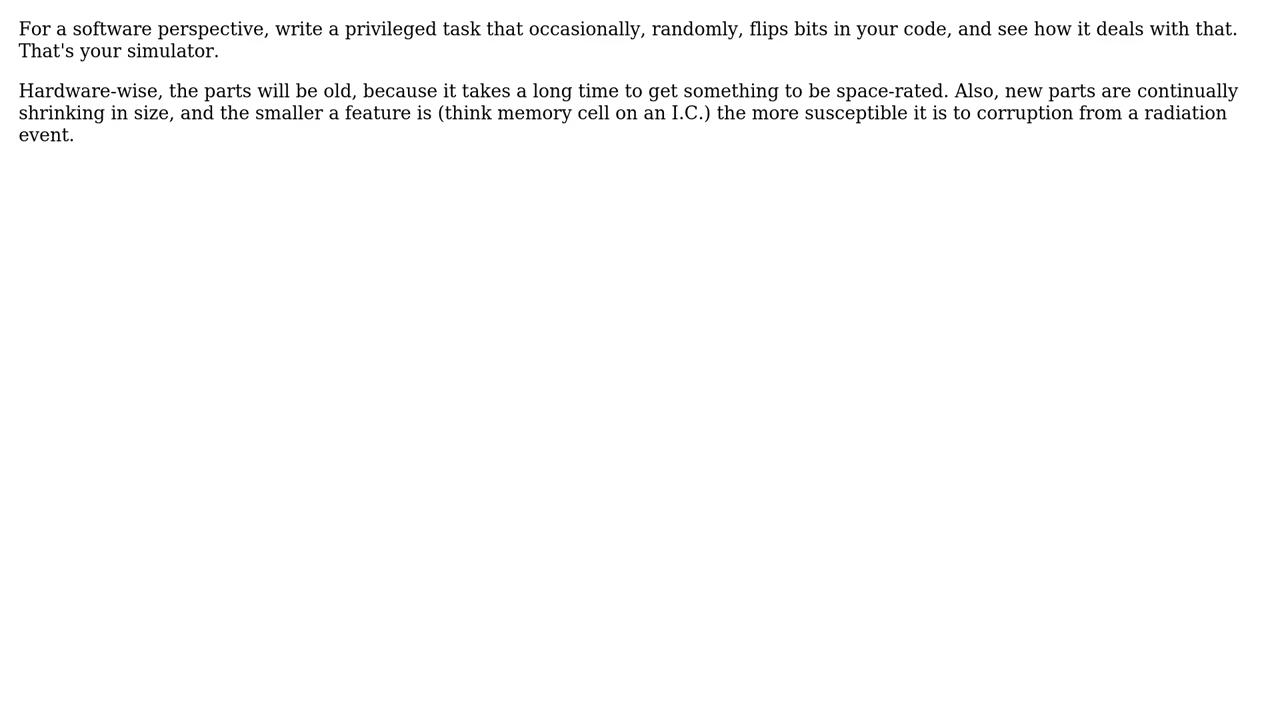 For a software perspective, write a privileged task that occasionally, randomly, flips bits in your code, and see how it deals with that.
That's your simulator.
Hardware-wise, the parts will be old, because it takes a long time to get something to be space-rated. Also, new parts are continually
shrinking in size, and the smaller a feature is (think memory cell on an I.C.) the more susceptible it is to corruption from a radiation
event.